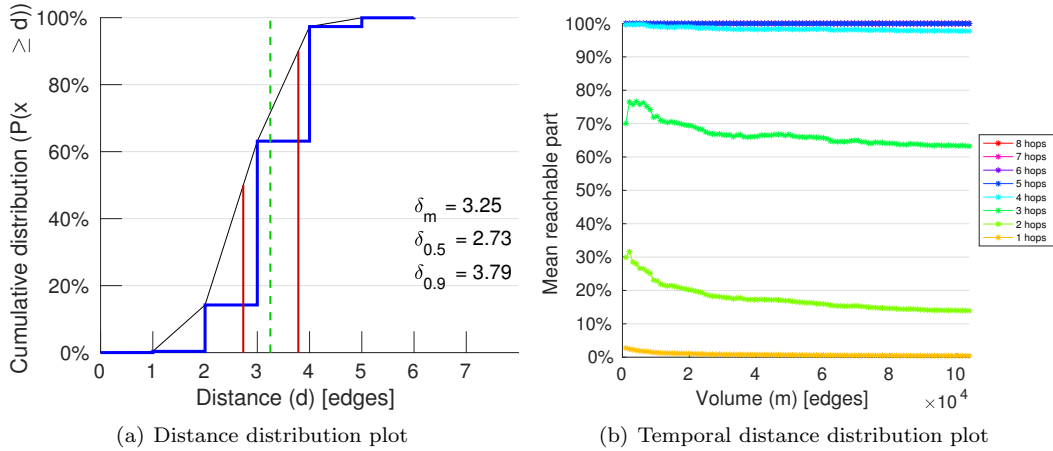 Cumulative distribution (P(x ≥ d))
100%
80%
60%
40%
20%
0%
0 1 2 3 4 5 6 7
Distance (d) [edges]
δ_m = 3.25
δ_0.5 = 2.73
δ_0.9 = 3.79
(a) Distance distribution plot
Mean reachable part
100%
90%
80%
70%
60%
50%
40%
30%
20%
10%
0%
0 2 4 6 8 10
Volume (m) [edges]
×10^4
8 hops
7 hops
6 hops
5 hops
4 hops
3 hops
2 hops
1 hops
(b) Temporal distance distribution plot